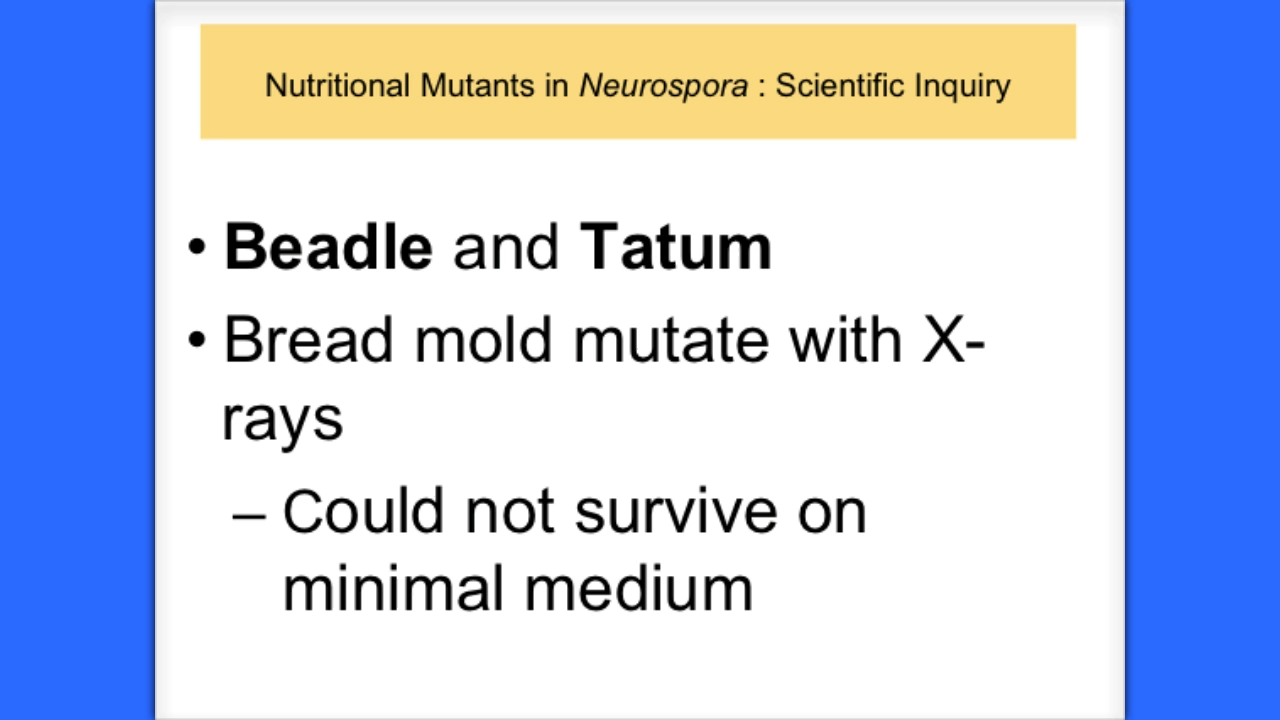 Nutritional Mutants in Neurospora : Scientific Inquiry
• Beadle and Tatum
• Bread mold mutate with X-
rays
– Could not survive on
minimal medium